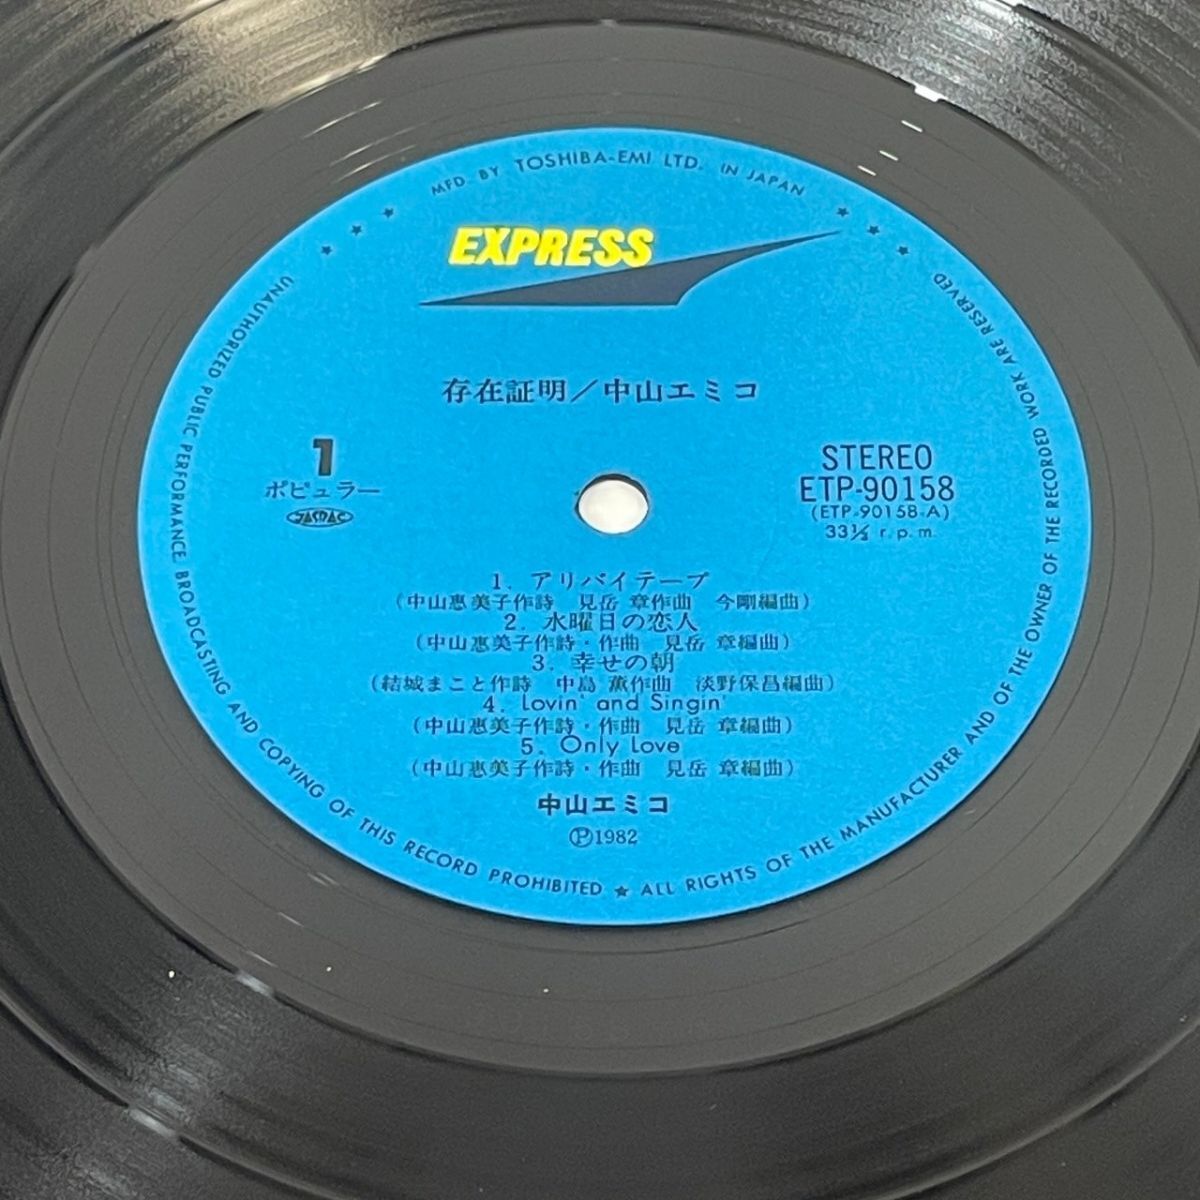 MFD. BY TOSHIBA-EMI LTD. IN JAPAN
EXPRESS
存在証明／中山エミコ
1
ポピュラー
JASRAC
STEREO
ETP-90158
(ETP-90158-A)
33⅓ r.p.m.
1. アリバイテープ
(中山恵美子作詩 見岳 章作曲 今剛編曲)
2. 水曜日の恋人
(中山恵美子作詩・作曲 見岳 章編曲)
3. 幸せの朝
(結城まこと作詩 中島 薫作曲 淡野保昌編曲)
4. Lovin' and Singin'
(中山恵美子作詩・作曲 見岳 章編曲)
5. Only Love
(中山恵美子作詩・作曲 見岳 章編曲)
中山エミコ
Ⓟ1982
UNAUTHORIZED PUBLIC PERFORMANCE BROADCASTING AND COPYING OF THIS RECORD PROHIBITED ★ ALL RIGHTS OF THE MANUFACTURER AND OF THE OWNER OF THE RECORDED WORK ARE RESERVED